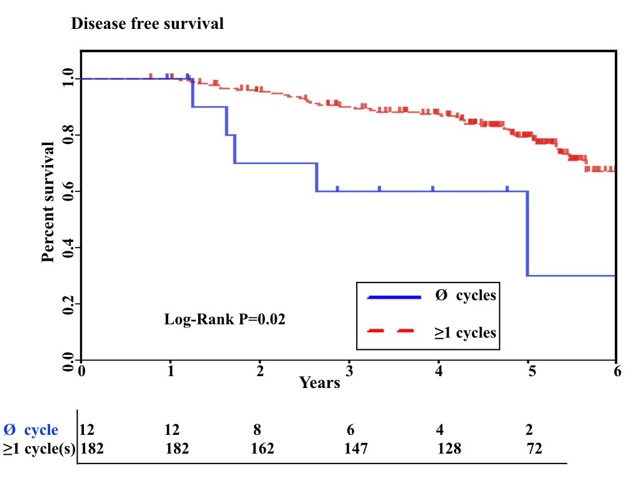 Disease free survival
Percent survival
1.0
0.8
0.6
0.4
0.2
0.0
Log-Rank P=0.02
Ø cycles
≥1 cycles
0 1 2 3 4 5 6
Years
Ø cycle 12 12 8 6 4 2
≥1 cycle(s) 182 182 162 147 128 72